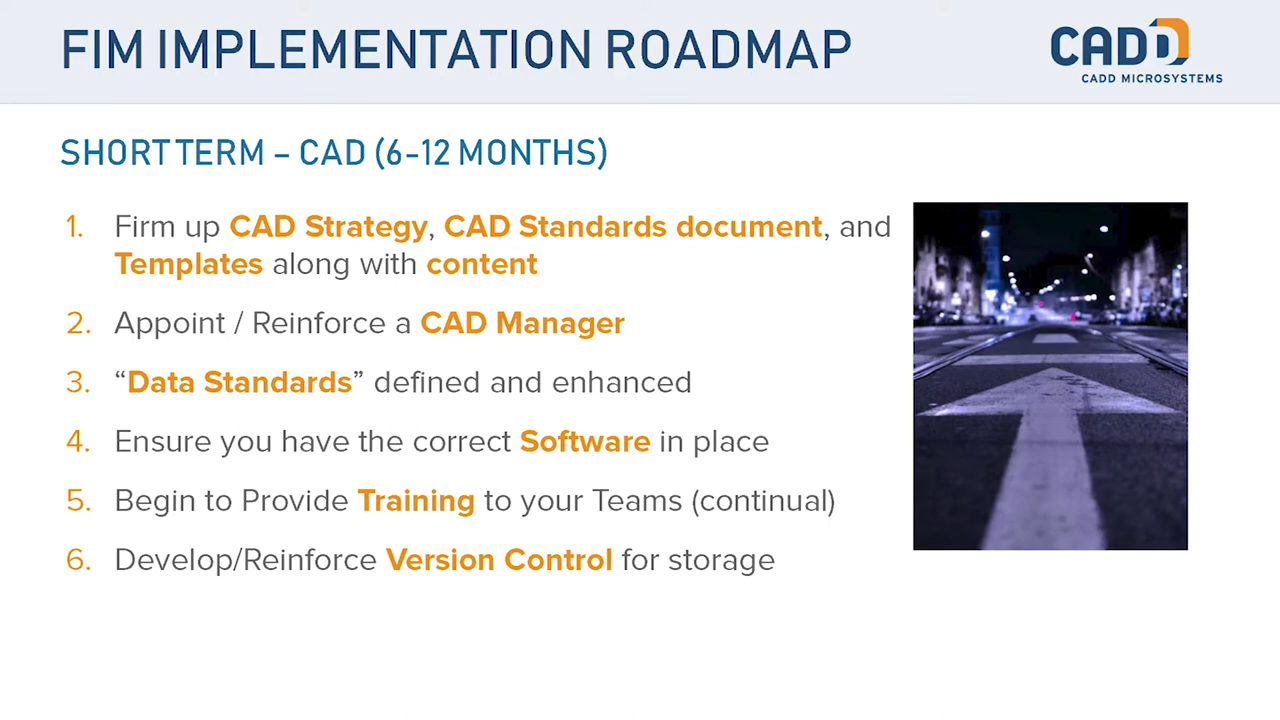 FIM IMPLEMENTATION ROADMAP
CADD
CADD MICROSYSTEMS
SHORT TERM – CAD (6-12 MONTHS)
1. Firm up CAD Strategy, CAD Standards document, and
Templates along with content
2. Appoint / Reinforce a CAD Manager
3. “Data Standards” defined and enhanced
4. Ensure you have the correct Software in place
5. Begin to Provide Training to your Teams (continual)
6. Develop/Reinforce Version Control for storage